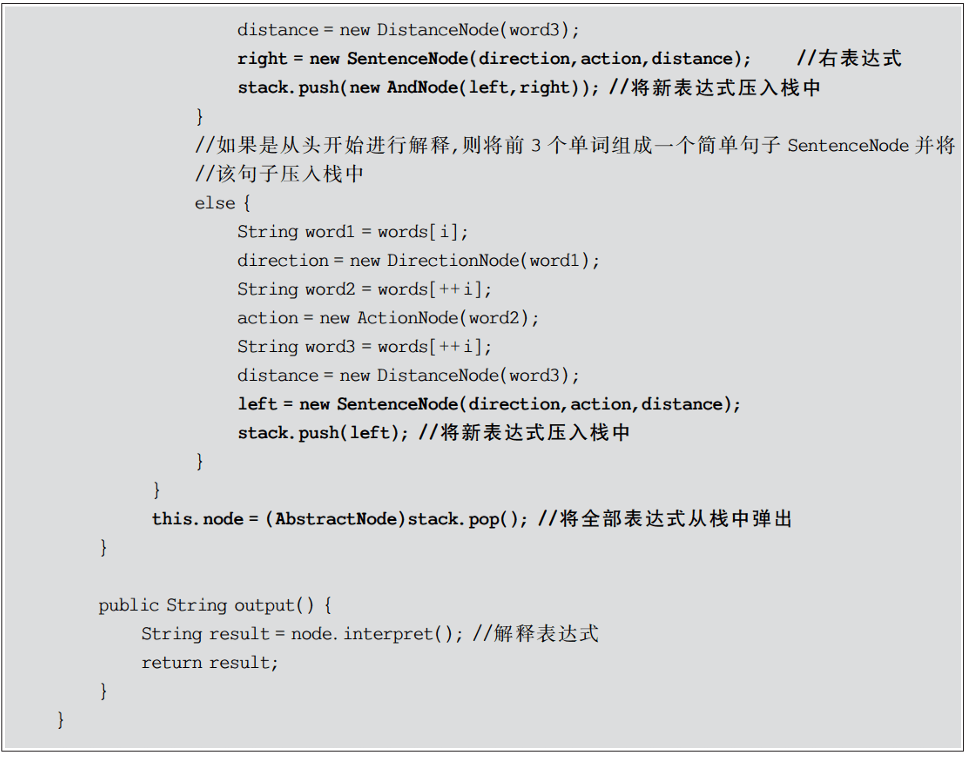 distance = new DistanceNode(word3);
right = new SentenceNode(direction,action,distance); //右表达式
stack.push(new AndNode(left,right)); //将新表达式压入栈中
}
//如果是从头开始进行解释,则将前 3 个单词组成一个简单句子 SentenceNode 并将
//该句子压入栈中
else {
String word1 = words[i];
direction = new DirectionNode(word1);
String word2 = words[++i];
action = new ActionNode(word2);
String word3 = words[++i];
distance = new DistanceNode(word3);
left = new SentenceNode(direction,action,distance);
stack.push(left); //将新表达式压入栈中
}
}
this.node = (AbstractNode)stack.pop(); //将全部表达式从栈中弹出
}
public String output() {
String result = node.interpret(); //解释表达式
return result;
}
}